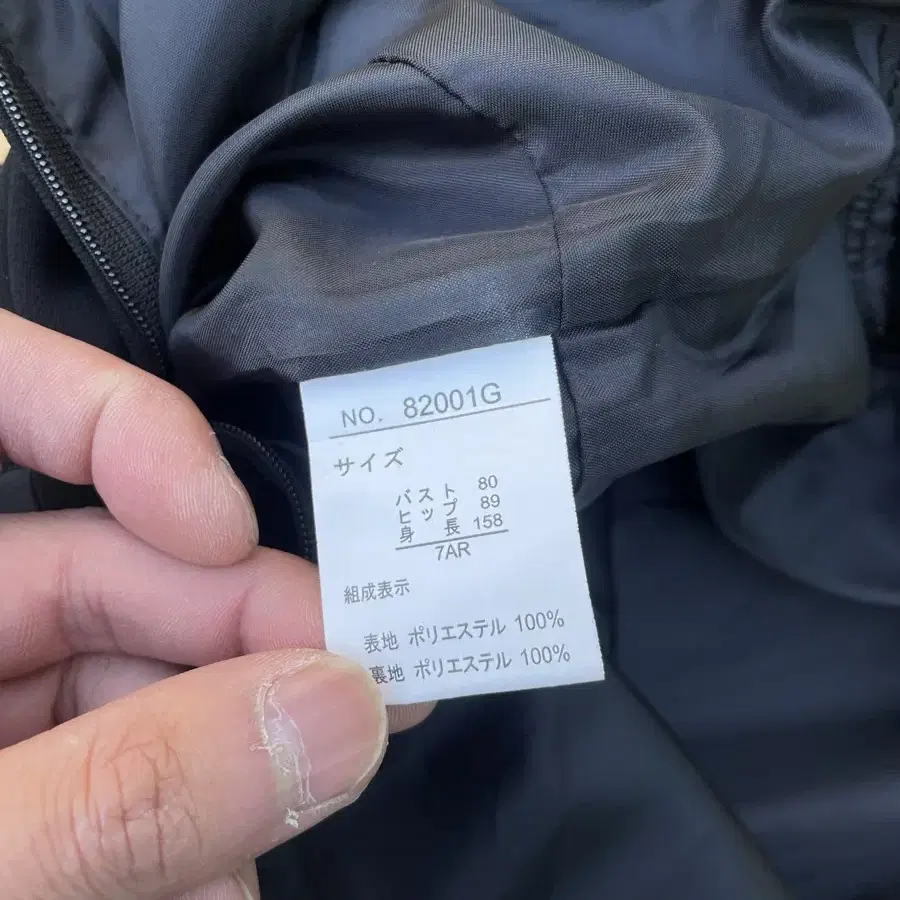 NO. 82001G
サイズ
バスト 80
ヒップ 89
身長 158
7AR
組成表示
表地 ポリエステル 100%
裏地 ポリエステル 100%